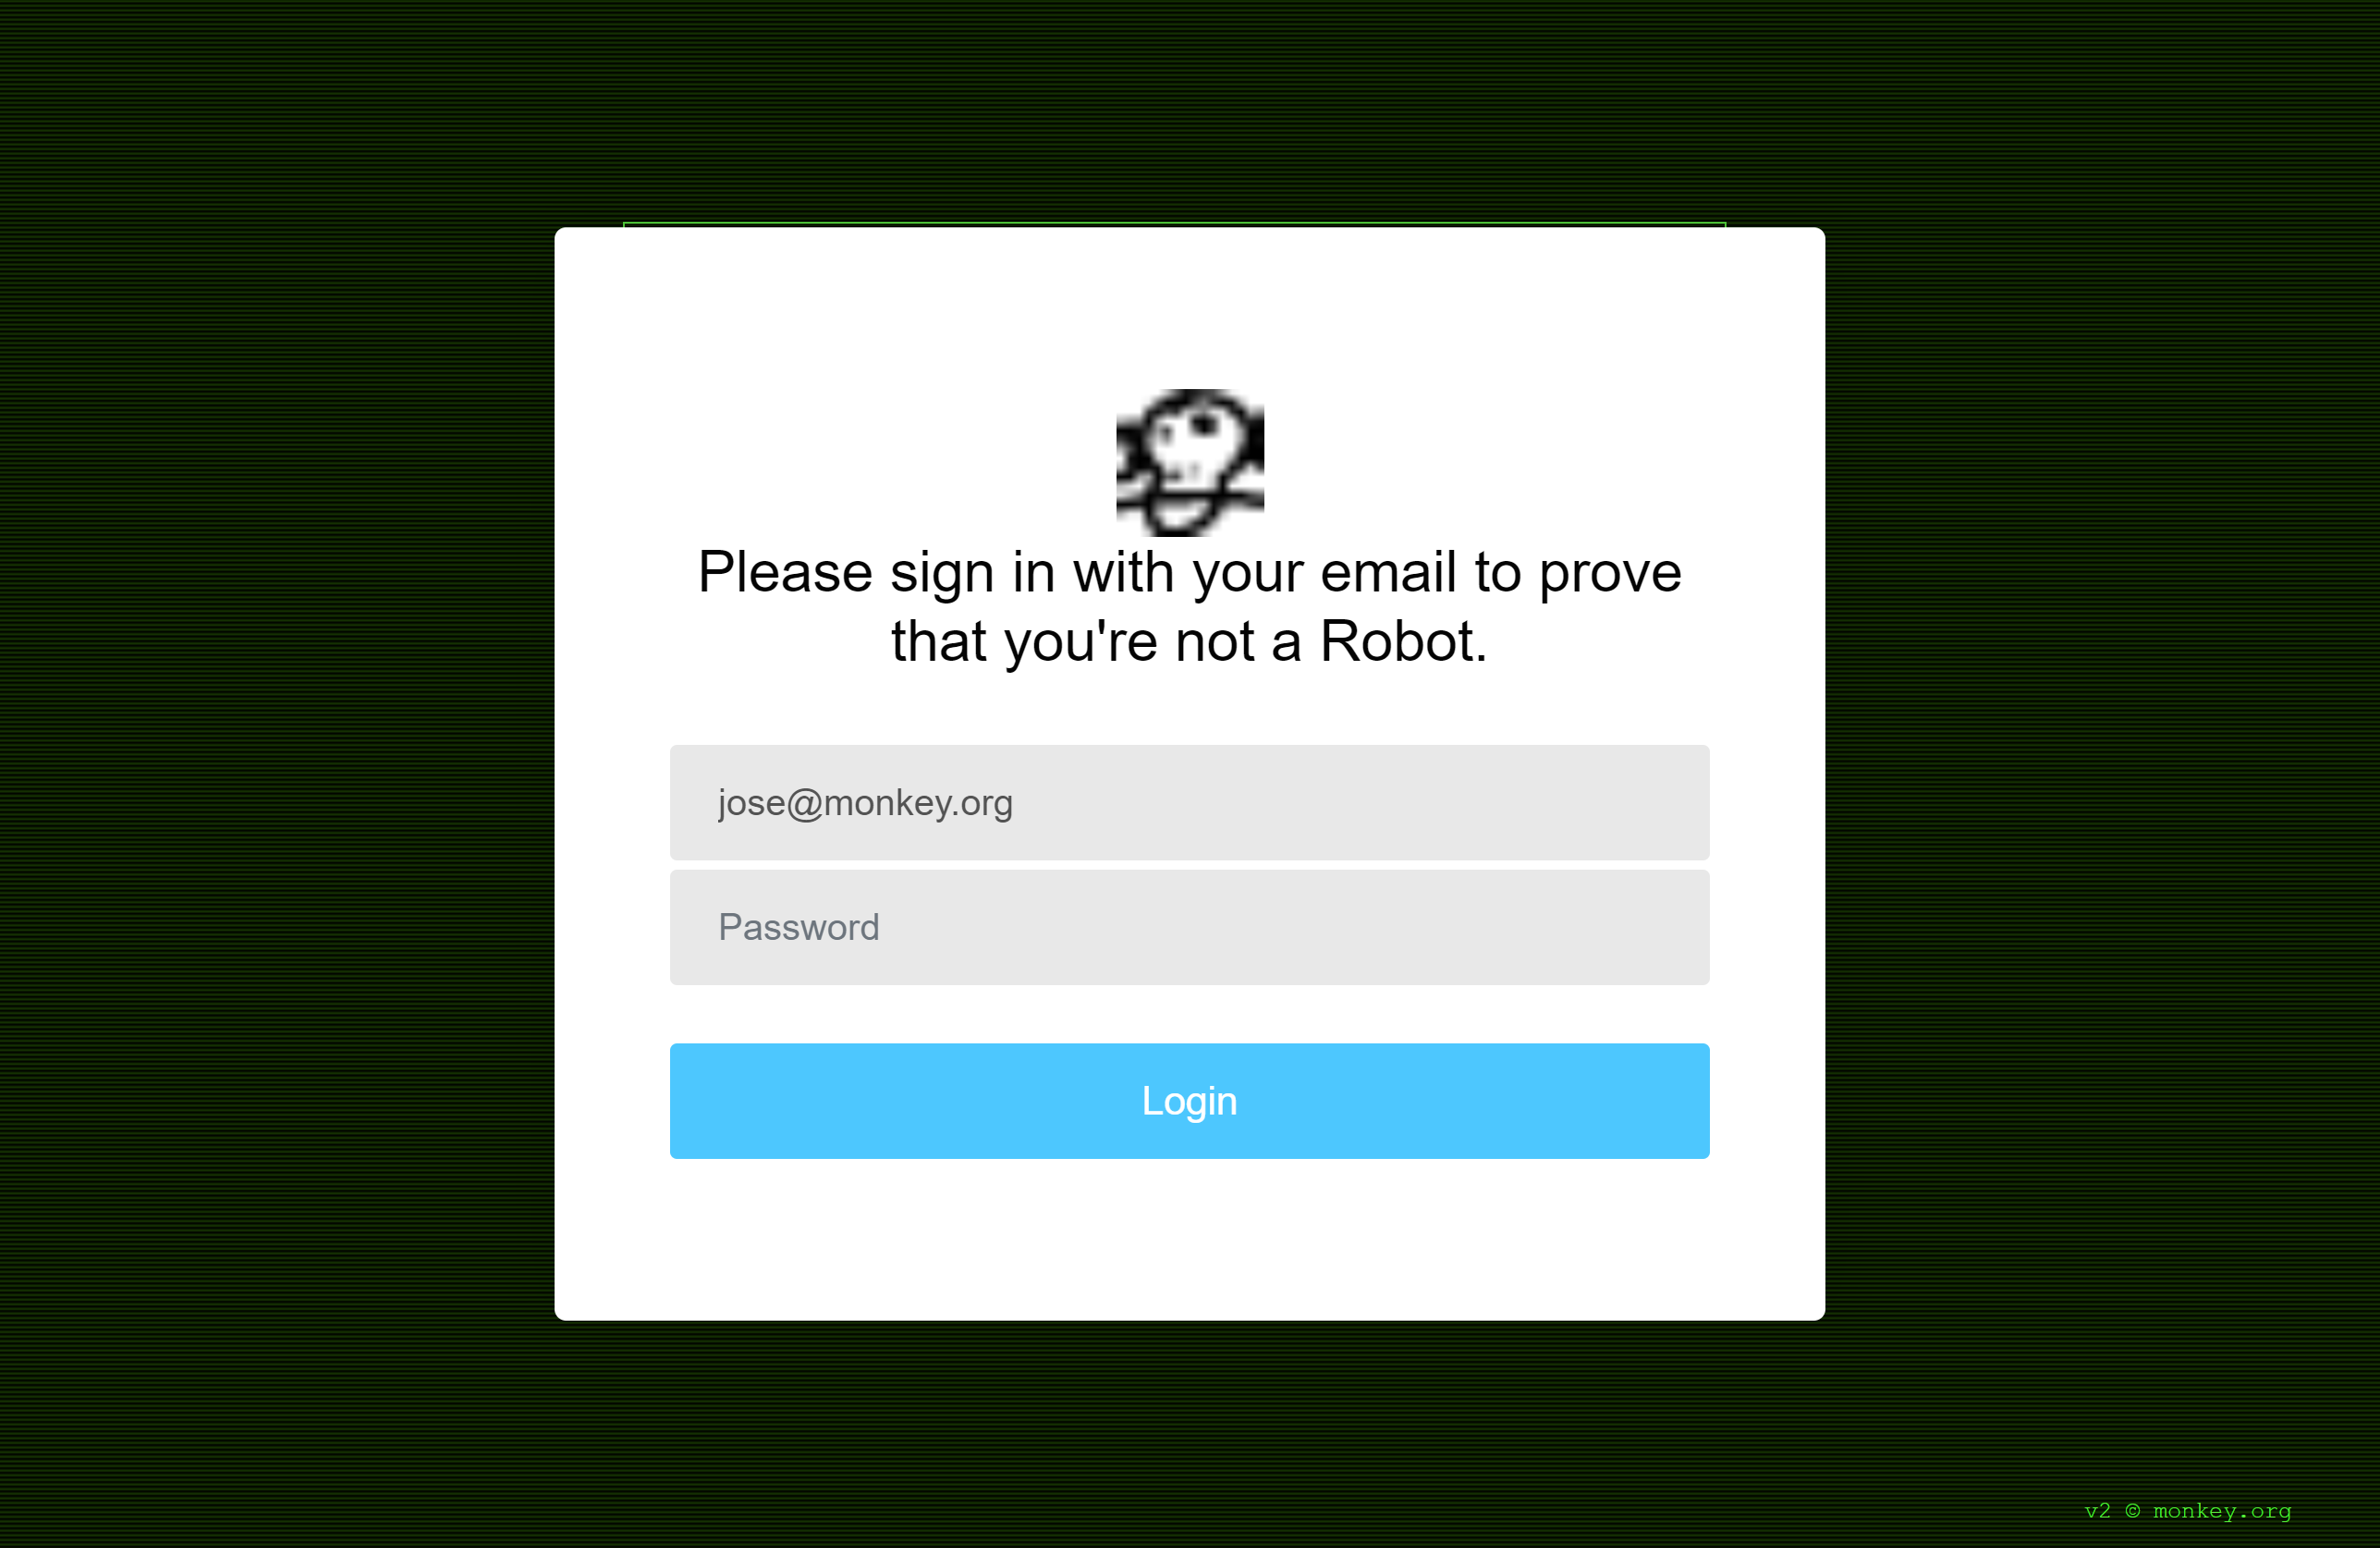 Please sign in with your email to prove
that you're not a Robot.
jose@monkey.org
Password
Login
v2 © monkey.org